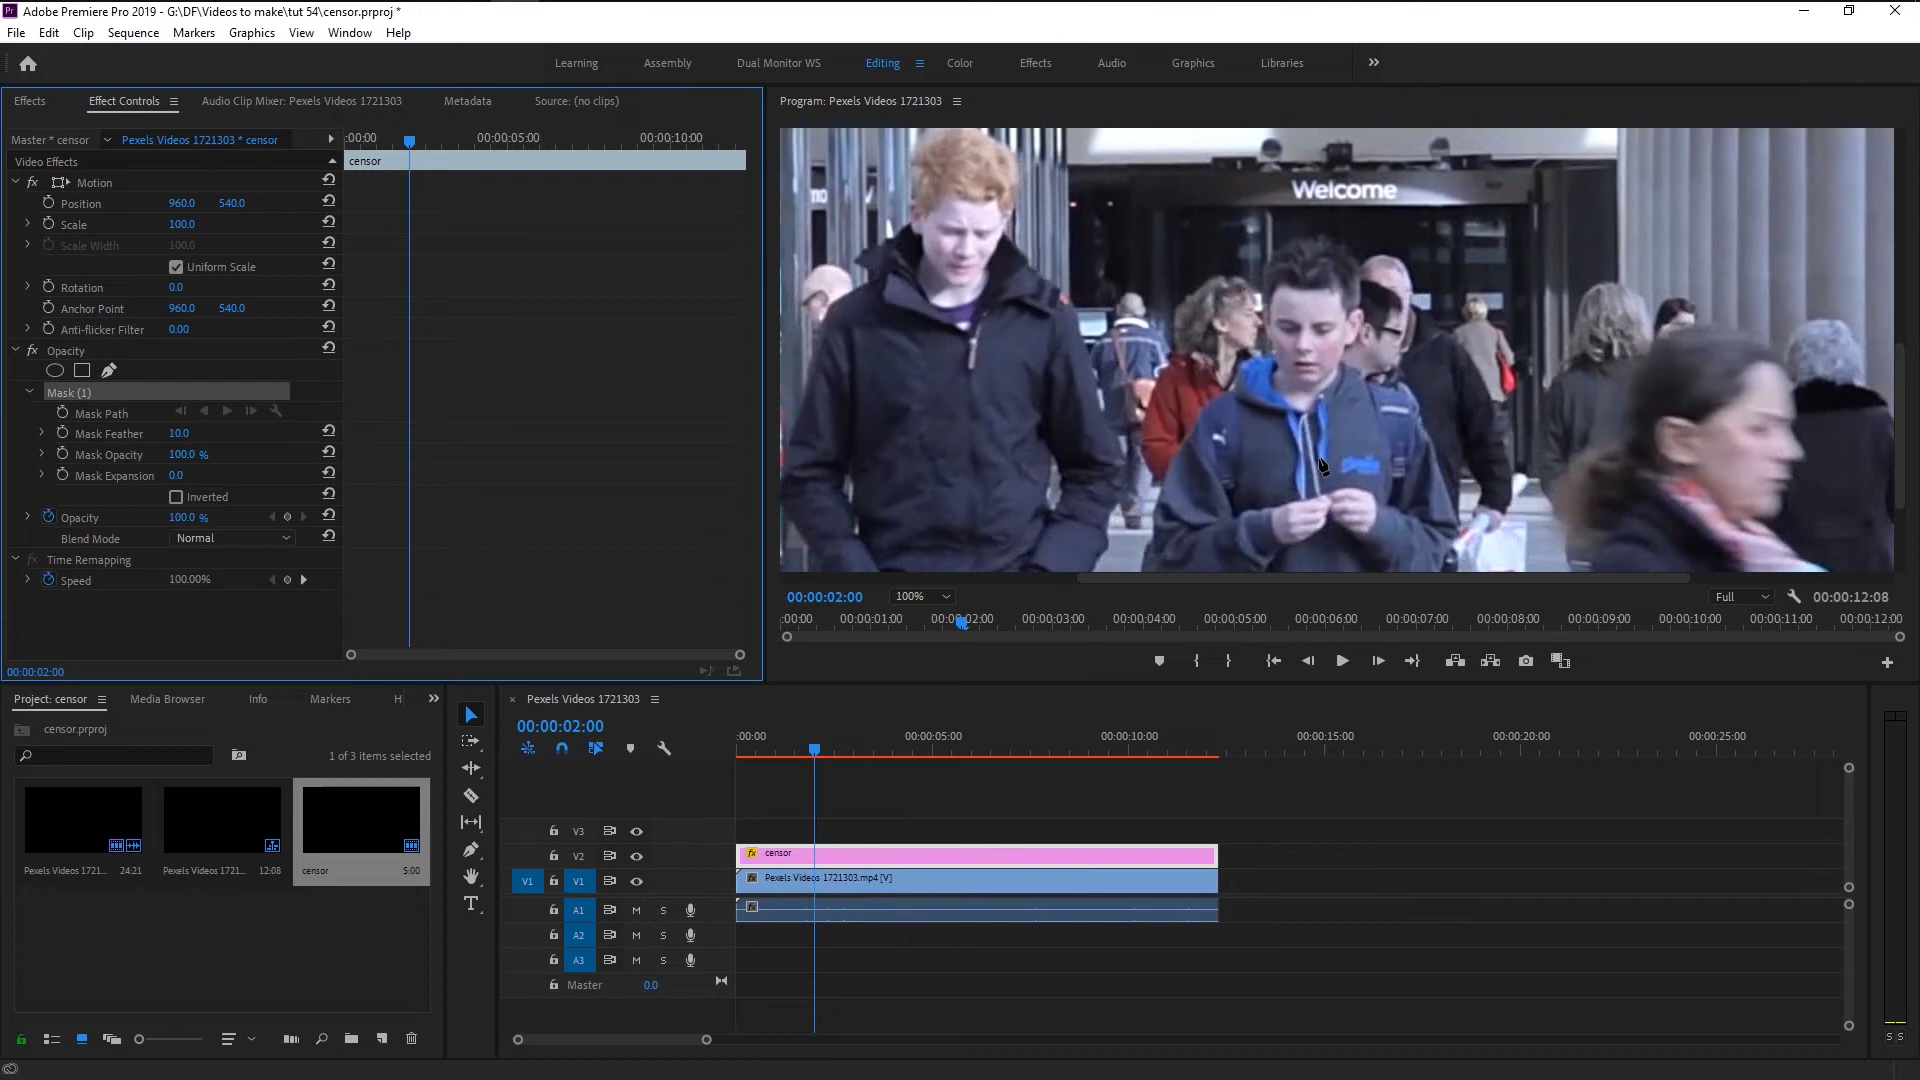 Adobe Premiere Pro 2019 - G:\DF\Videos to make\tut 54\censor.prproj *
File Edit Clip Sequence Markers Graphics View Window Help
Learning Assembly Dual Monitor WS Editing Color Effects Audio Graphics Libraries
Effects Effect Controls Audio Clip Mixer: Pexels Videos 1721303 Metadata Source: (no clips)
Program: Pexels Videos 1721303
Master * censor Pexels Videos 1721303 * censor
:00:00 00:00:05:00 00:00:10:00
Video Effects
censor
fx Motion
Position 960.0 540.0
Scale 100.0
Scale Width 100.0
Uniform Scale
Rotation 0.0
Anchor Point 960.0 540.0
Anti-flicker Filter 0.00
fx Opacity
Mask (1)
Mask Path
Mask Feather 10.0
Mask Opacity 100.0 %
Mask Expansion 0.0
Inverted
Opacity 100.0 %
Blend Mode Normal
fx Time Remapping
Speed 100.00%
00:00:02:00
Welcome
00:00:02:00 100% Full 00:00:12:08
:00:00 00:00:01:00 00:00:02:00 00:00:03:00 00:00:04:00 00:00:05:00 00:00:06:00 00:00:07:00 00:00:08:00 00:00:09:00 00:00:10:00 00:00:11:00 00:00:12:00
Project: censor Media Browser Info Markers H
censor.prproj
1 of 3 items selected
Pexels Videos 1721... 24:21
Pexels Videos 1721... 12:08
censor 5:00
Pexels Videos 1721303
00:00:02:00
:00:00 00:00:05:00 00:00:10:00 00:00:15:00 00:00:20:00 00:00:25:00
V3
V2 fx censor
V1 V1 fx Pexels Videos 1721303.mp4 [V]
A1 M S fx
A2 M S
A3 M S
Master 0.0
S S